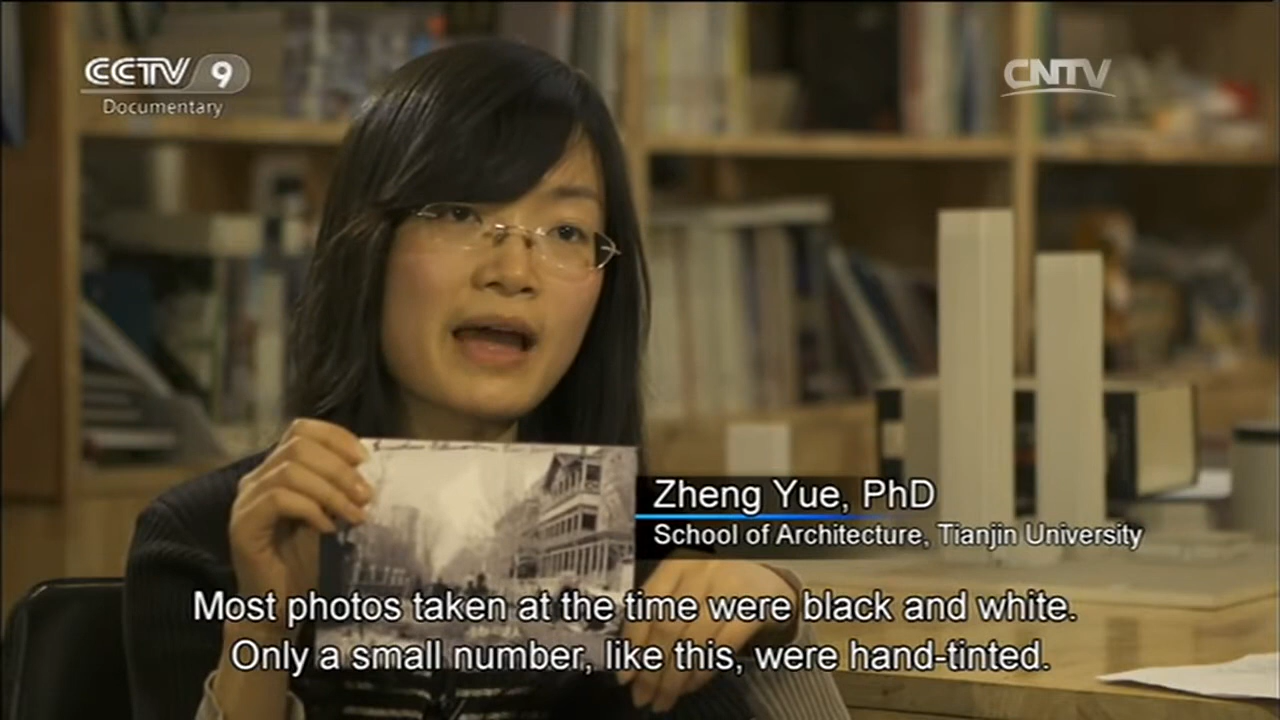 CCTV 9
Documentary
CNTV
Zheng Yue, PhD
School of Architecture, Tianjin University
Most photos taken at the time were black and white.
Only a small number, like this, were hand-tinted.